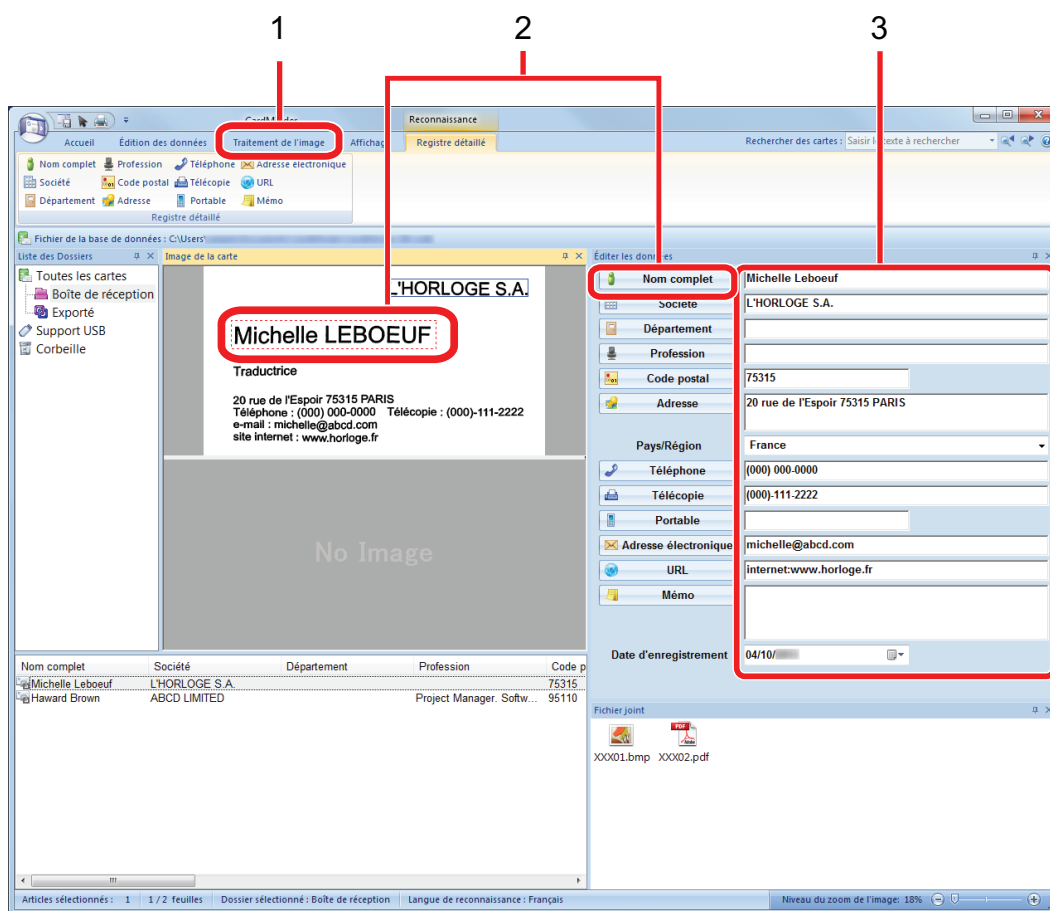 1 2 3
Reconnaissance
Accueil Édition des données Traitement de l'image Affichag Registre détaillé Rechercher des cartes : Saisir le texte à rechercher
Nom complet Profession Téléphone Adresse électronique
Société Code postal Télécopie URL
Département Adresse Portable Mémo
Registre détaillé
Fichier de la base de données : C:\Users\
Liste des Dossiers
Toutes les cartes
Boîte de réception
Exporté
Support USB
Corbeille
Image de la carte
L'HORLOGE S.A.
Michelle LEBOEUF
Traductrice
20 rue de l'Espoir 75315 PARIS
Téléphone : (000) 000-0000 Télécopie : (000)-111-2222
e-mail : michelle@abcd.com
site internet : www.horloge.fr
No Image
Éditer les données
Nom complet Michelle Leboeuf
Société L'HORLOGE S.A.
Département
Profession
Code postal 75315
Adresse 20 rue de l'Espoir 75315 PARIS
Pays/Région France
Téléphone (000) 000-0000
Télécopie (000)-111-2222
Portable
Adresse électronique michelle@abcd.com
URL internet:www.horloge.fr
Mémo
Date d'enregistrement 04/10/
Nom complet Société Département Profession Code p
Michelle Leboeuf L'HORLOGE S.A. 75315
Haward Brown ABCD LIMITED Project Manager. Softw... 95110
Fichier joint
PDF
Adobe
XXX01.bmp XXX02.pdf
Articles sélectionnés : 1 1 / 2 feuilles Dossier sélectionné : Boîte de réception Langue de reconnaissance : Français Niveau du zoom de l'image: 18%